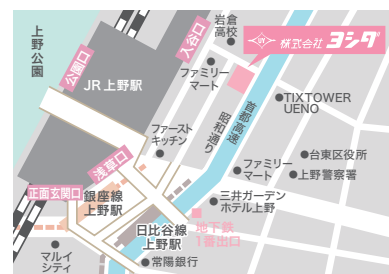 上野公園
公園口
JR 上野駅
入谷口
岩倉
高校
株式会社 ヨシダ
ファミリー
マート
首都高速
昭和通り
TIXTOWER
UENO
ファースト
キッチン
浅草口
正面玄関口
銀座線
上野駅
ファミリー
マート
台東区役所
上野警察署
三井ガーデン
ホテル上野
地下鉄
1番出口
日比谷線
上野駅
マルイ
シティ
常陽銀行